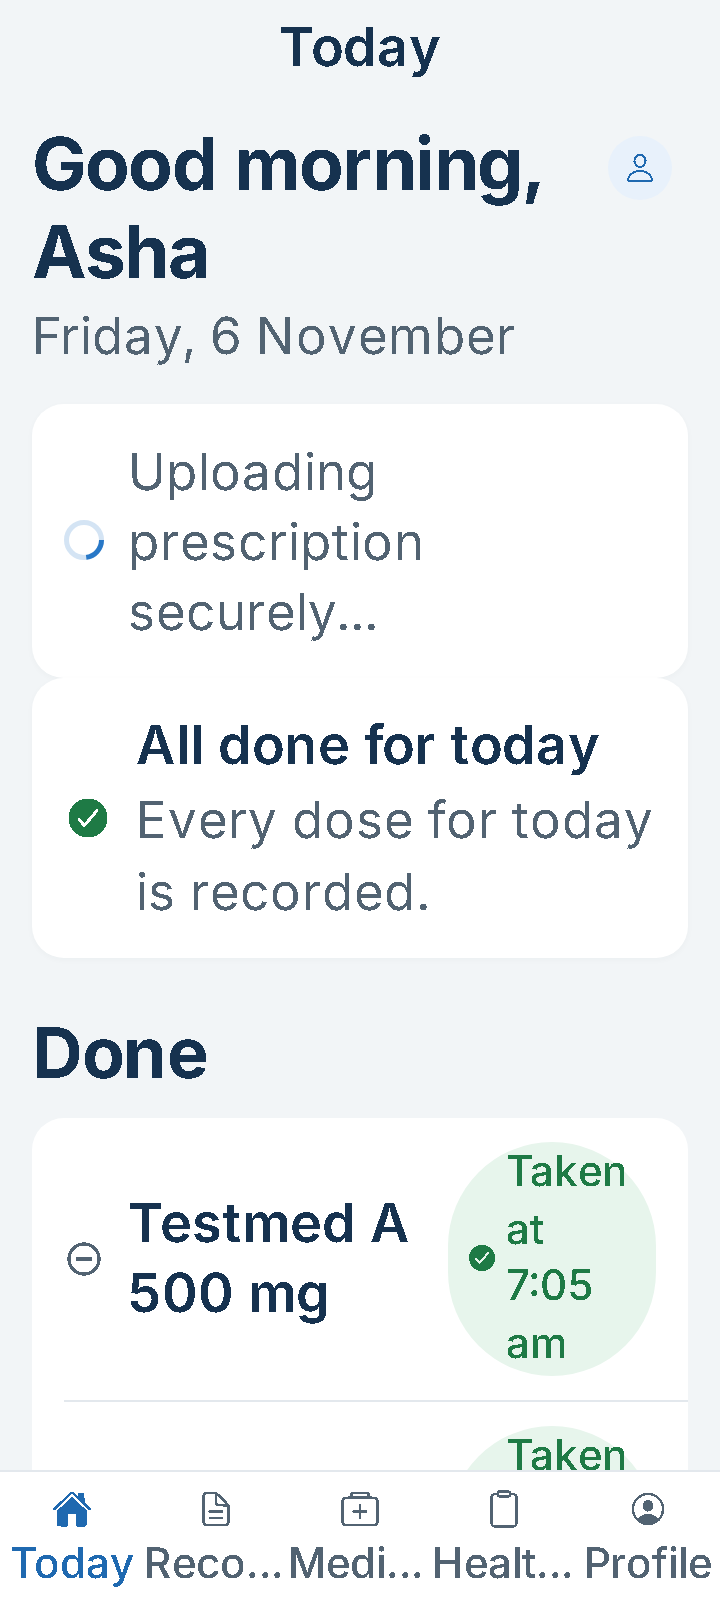 Today
Good morning,
Asha
Friday, 6 November
Uploading
prescription
securely...
All done for today
Every dose for today
is recorded.
Done
Testmed A
500 mg
Taken
at
7:05
am
Taken
Today
Reco...
Medi...
Healt...
Profile